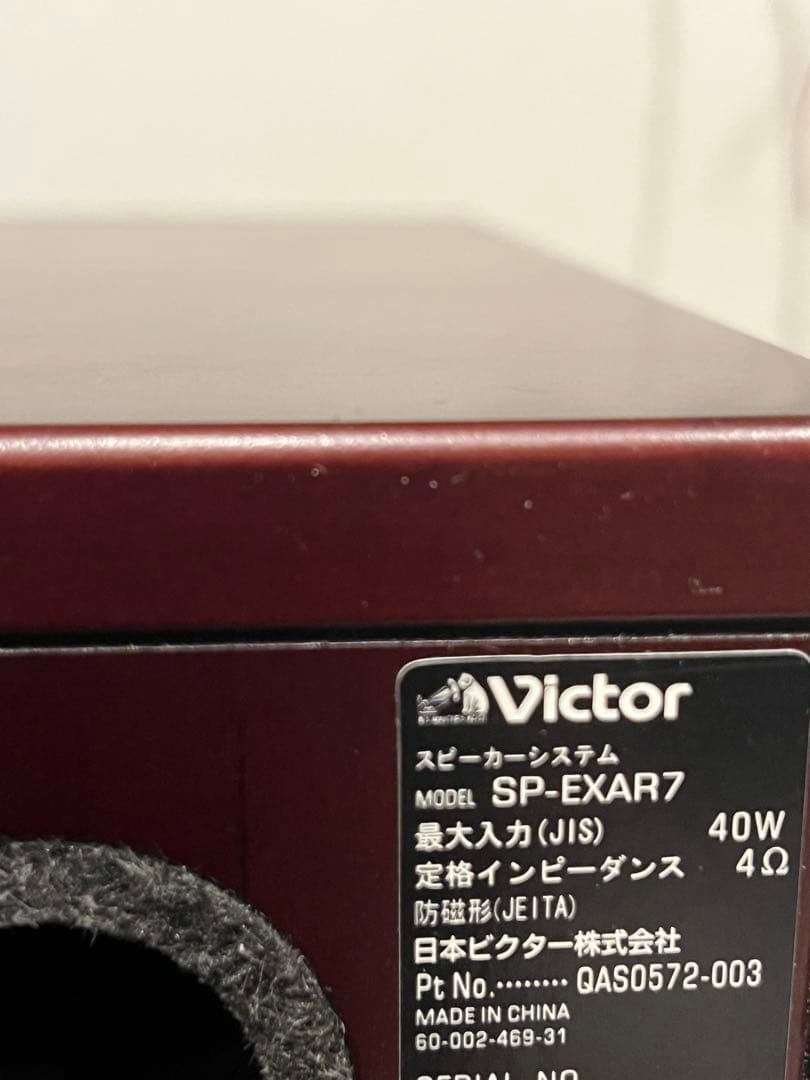 Victor
スピーカーシステム
MODEL SP-EXAR7
最大入力(JIS) 40W
定格インピーダンス 4Ω
防磁形(JEITA)
日本ビクター株式会社
Pt No.········ QAS0572-003
MADE IN CHINA
60-002-469-31
SERIAL NO